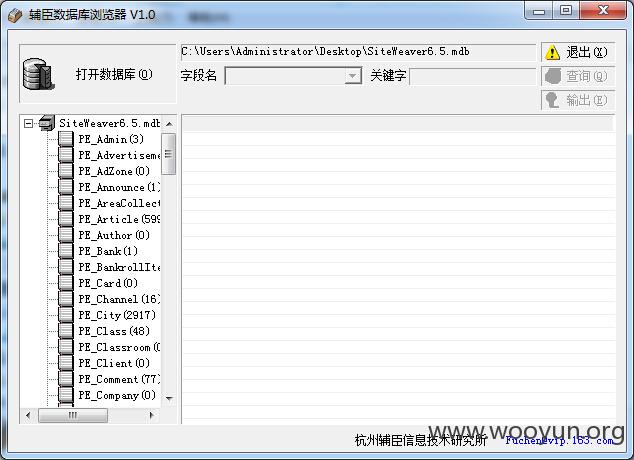 辅臣数据库浏览器 V1.0
C:\Users\Administrator\Desktop\SiteWeaver6.5.mdb
退出(X)
打开数据库(O)
字段名
关键字
查询(Q)
输出(E)
SiteWeaver6.5.mdb
PE_Admin(3)
PE_Advertiseme
PE_AdZone(0)
PE_Announce(1)
PE_AreaCollect
PE_Article(599
PE_Author(0)
PE_Bank(1)
PE_BankrollIte
PE_Card(0)
PE_Channel(16)
PE_City(2917)
PE_Class(48)
PE_Classroom(0
PE_Client(0)
PE_Comment(77)
PE_Company(0)
www.wooyun.org
杭州辅臣信息技术研究所 Fuchen@vip.163.com